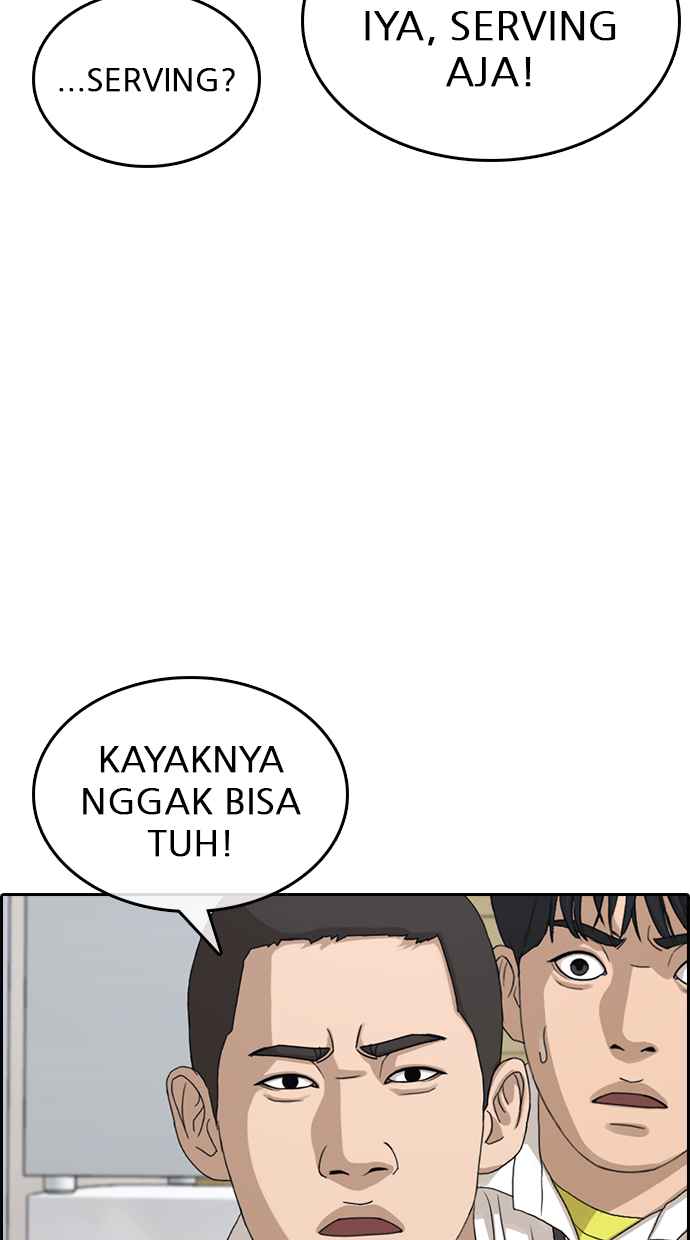 ...SERVING?
IYA, SERVING
AJA!
KAYAKNYA
NGGAK BISA
TUH!